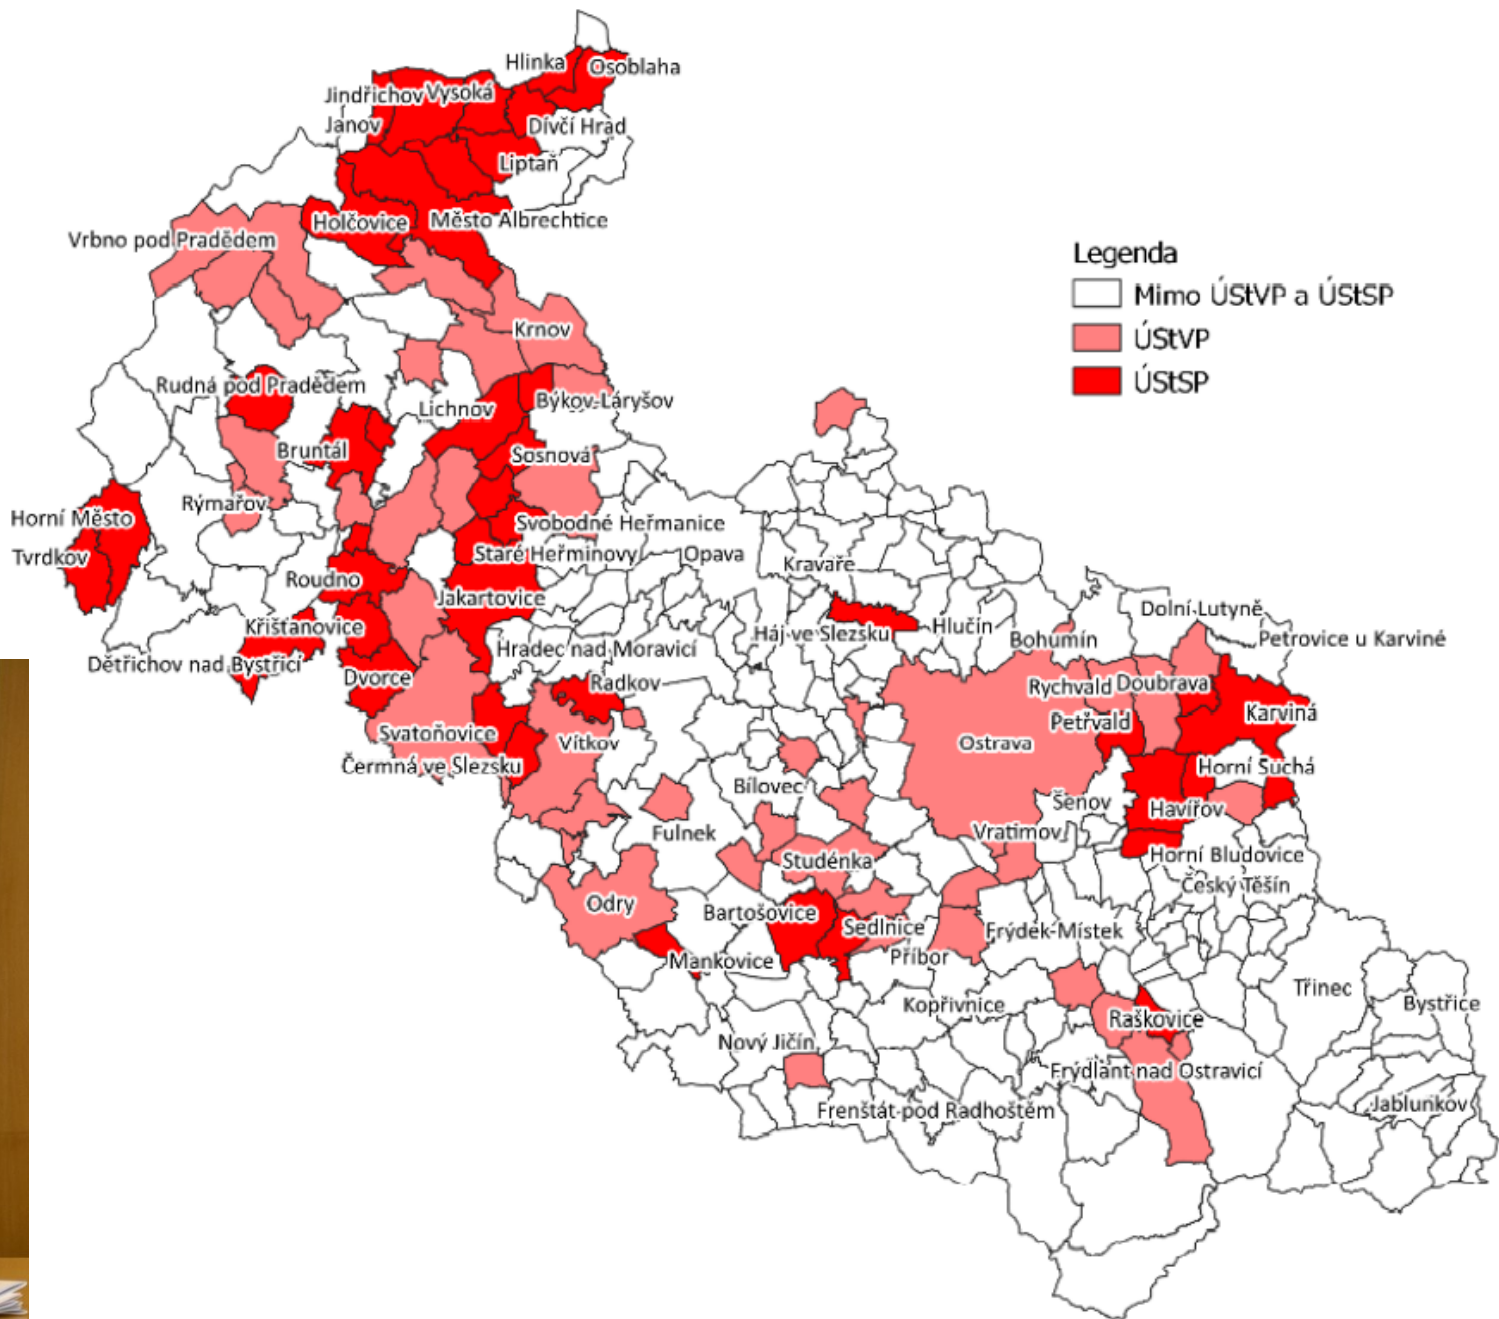 Hlinka
Osoblaha
Jindřichov
Vysoká
Janov
Dívčí Hrad
Liptaň
Holčovice
Město Albrechtice
Vrbno pod Pradědem
Legenda
Mimo ÚStVP a ÚStSP
ÚStVP
ÚStSP
Krnov
Rudná pod Pradědem
Lichnov
Býkov-Láryšov
Bruntál
Sosnová
Rýmařov
Horní Město
Svobodné Heřmanice
Tvrdkov
Staré Heřminovy
Opava
Kravaře
Roudno
Jakartovice
Dolní Lutyně
Křišťanovice
Háj ve Slezsku
Hlučín
Bohumín
Petrovice u Karviné
Hradec nad Moravicí
Dětřichov nad Bystřicí
Dvorce
Radkov
Rychvald
Doubrava
Karviná
Petřvald
Svatoňovice
Vítkov
Ostrava
Čermná ve Slezsku
Horní Suchá
Bílovec
Šenov
Havířov
Fulnek
Vratimov
Studénka
Horní Bludovice
Český Těšín
Odry
Bartošovice
Sedlnice
Frýdek-Místek
Příbor
Mankovice
Třinec
Kopřivnice
Bystřice
Raškovice
Nový Jičín
Frýdlant nad Ostravicí
Frenštát pod Radhoštěm
Jablunkov